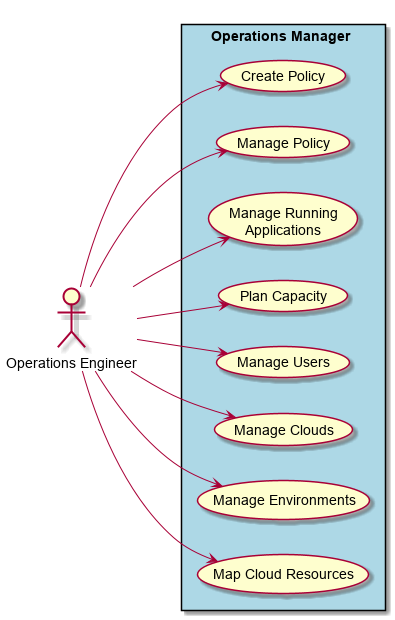 Operations Manager
Create Policy
Manage Policy
Manage Running
Applications
Plan Capacity
Operations Engineer
Manage Users
Manage Clouds
Manage Environments
Map Cloud Resources